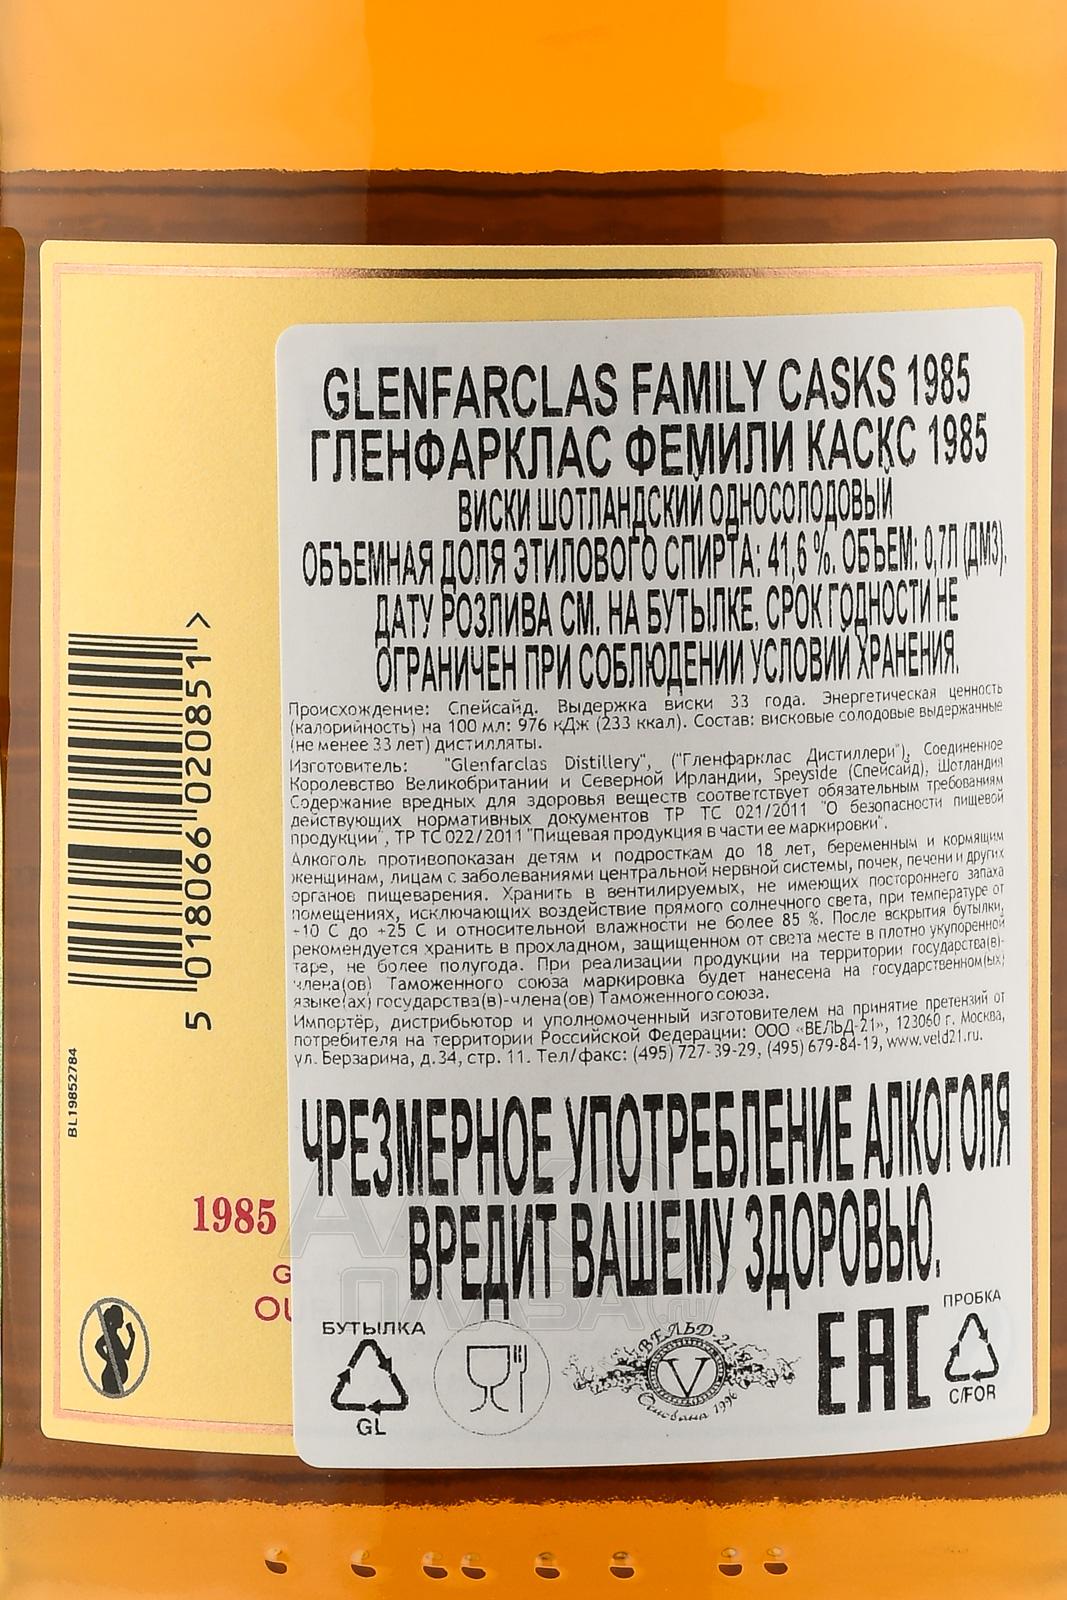 GLENFARCLAS FAMILY CASKS 1985
ГЛЕНФАРКЛАС ФЕМИЛИ КАСКС 1985
ВИСКИ ШОТЛАНДСКИЙ ОДНОСОЛОДОВЫЙ
ОБЪЕМНАЯ ДОЛЯ ЭТИЛОВОГО СПИРТА: 41,6 %. ОБЪЕМ: 0,7Л (ДМ3).
ДАТУ РОЗЛИВА СМ. НА БУТЫЛКЕ. СРОК ГОДНОСТИ НЕ
ОГРАНИЧЕН ПРИ СОБЛЮДЕНИИ УСЛОВИЙ ХРАНЕНИЯ.
Происхождение: Спейсайд. Выдержка виски 33 года. Энергетическая ценность
(калорийность) на 100 мл: 976 кДж (233 ккал). Состав: висковые солодовые выдержанные
(не менее 33 лет) дистилляты.
Изготовитель: "Glenfarclas Distillery", ("Гленфарклас Дистиллери"), Соединенное
Королевство Великобритании и Северной Ирландии, Speyside (Спейсайд), Шотландия
Содержание вредных для здоровья веществ соответствует обязательным требованиям
действующих нормативных документов ТР ТС 021/2011 "О безопасности пищевой
продукции", ТР ТС 022/2011 "Пищевая продукция в части ее маркировки".
Алкоголь противопоказан детям и подросткам до 18 лет, беременным и кормящим
женщинам, лицам с заболеваниями центральной нервной системы, почек, печени и других
органов пищеварения. Хранить в вентилируемых, не имеющих постороннего запаха
помещениях, исключающих воздействие прямого солнечного света, при температуре от
-10 С до +25 С и относительной влажности не более 85 %. После вскрытия бутылки,
рекомендуется хранить в прохладном, защищенном от света месте в плотно укупоренной
таре, не более полугода. При реализации продукции на территории государства(в)-
члена(ов) Таможенного союза маркировка будет нанесена на государственном(ых)
языке(ах) государства(в)-члена(ов) Таможенного союза.
Импортёр, дистрибьютор и уполномоченный изготовителем на принятие претензий от
потребителя на территории Российской Федерации: ООО «ВЕЛЬД-21», 123060 г. Москва,
ул. Берзарина, д.34, стр. 11. Тел/факс: (495) 727-39-29, (495) 679-84-19, www.veld21.ru.
ЧРЕЗМЕРНОЕ УПОТРЕБЛЕНИЕ АЛКОГОЛЯ
ВРЕДИТ ВАШЕМУ ЗДОРОВЬЮ.
БУТЫЛКА
GL
ВЕЛЬД-21
V
Основана 1996
EAC
ПРОБКА
C/FOR
5 018066 020851 >
BL19852784
1985
G
OU
АЛКО
ПЛАЗА.ru